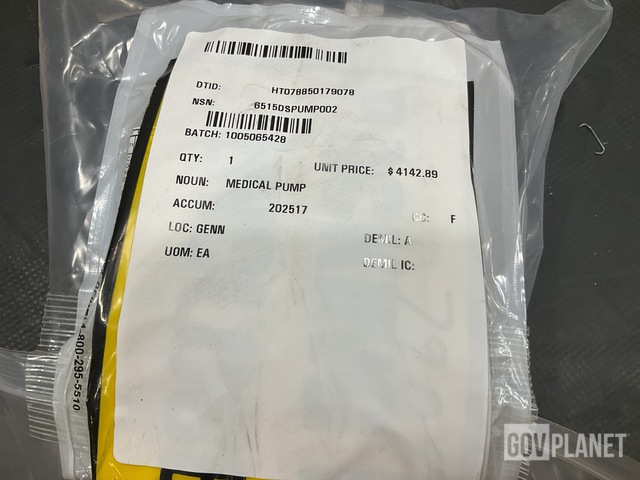 DTID: HT078850179078
NSN: 6515DSPUMP002
BATCH: 1005065428
QTY: 1 UNIT PRICE: $ 4142.89
NOUN: MEDICAL PUMP
ACCUM: 202517 CC: F
LOC: GENN DEMIL: A
UOM: EA DEMIL IC:
800-295-5510
GOVPLANET